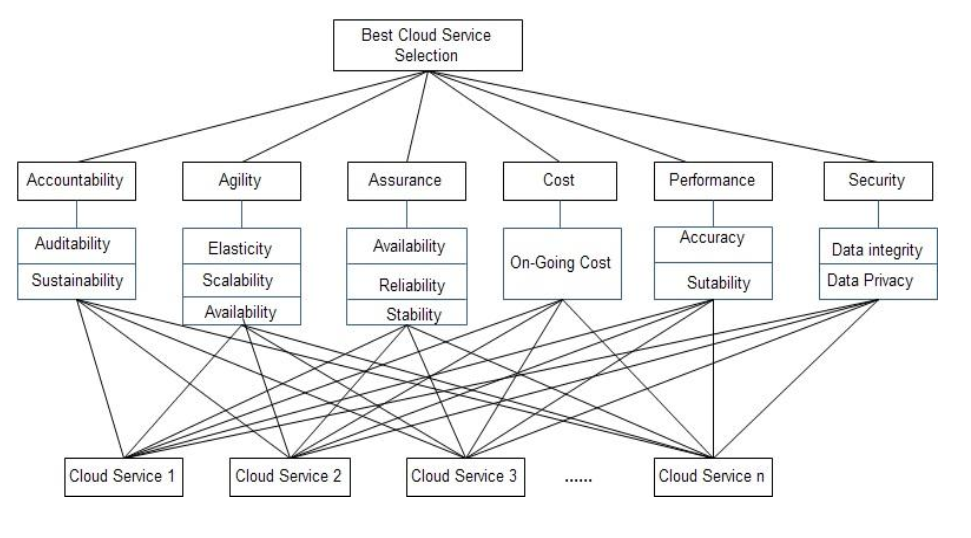 Best Cloud Service
Selection
Accountability
Agility
Assurance
Cost
Performance
Security
Auditability
Sustainability
Elasticity
Scalability
Availability
Availability
Reliability
Stability
On-Going Cost
Accuracy
Sutability
Data integrity
Data Privacy
Cloud Service 1
Cloud Service 2
Cloud Service 3
......
Cloud Service n